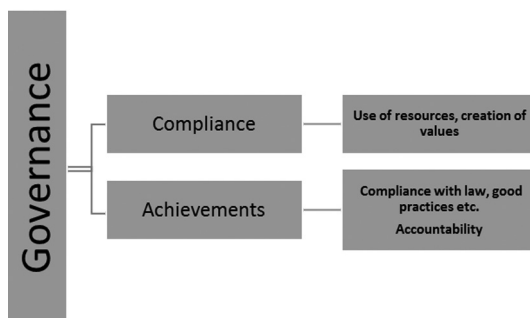 Governance
Compliance
Use of resources, creation of
values
Achievements
Compliance with law, good
practices etc.
Accountability